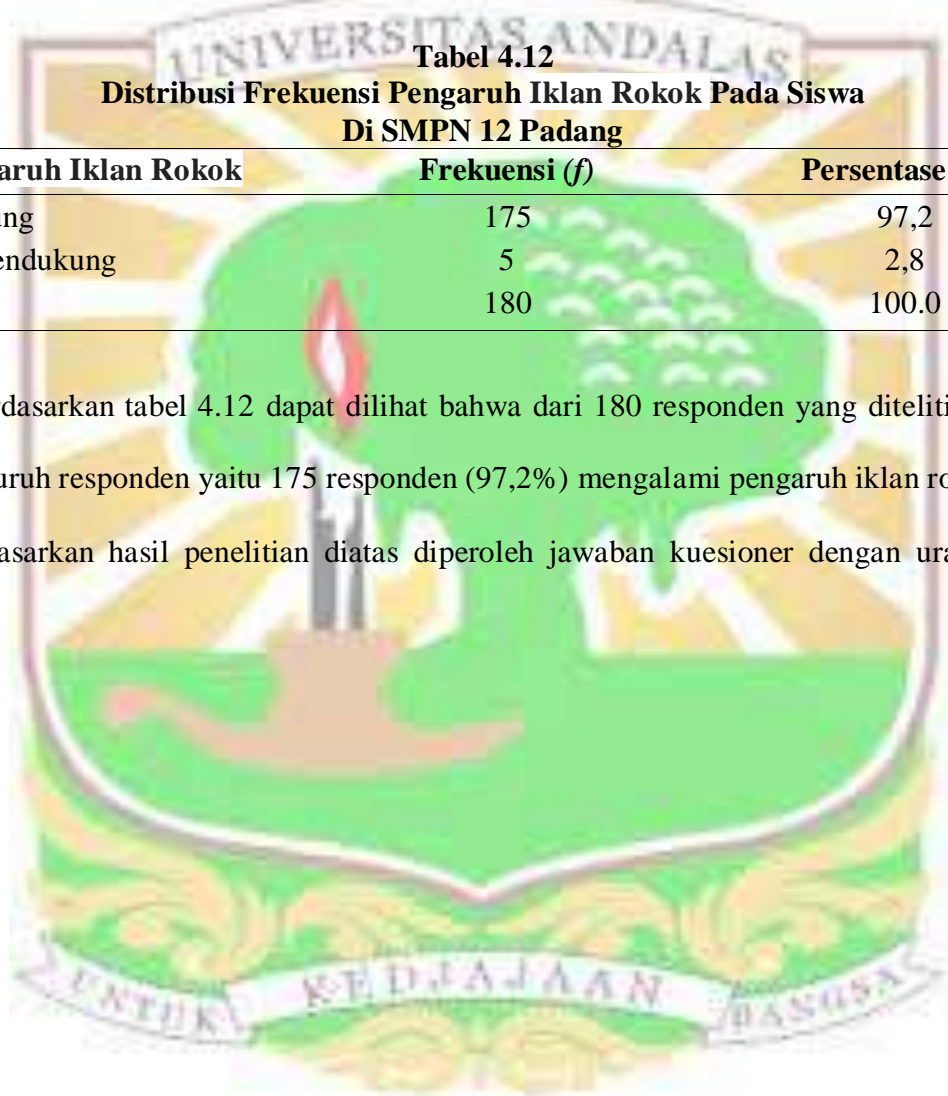 UNIVERSITAS ANDALAS
Tabel 4.12
Distribusi Frekuensi Pengaruh Iklan Rokok Pada Siswa
Di SMPN 12 Padang
aruh Iklan Rokok Frekuensi (f) Persentase
ung 175 97,2
endukung 5 2,8
180 100.0
dasarkan tabel 4.12 dapat dilihat bahwa dari 180 responden yang diteliti
uruh responden yaitu 175 responden (97,2%) mengalami pengaruh iklan ro
asarkan hasil penelitian diatas diperoleh jawaban kuesioner dengan ura
UNTUK KEDJAJAAN BANGSA